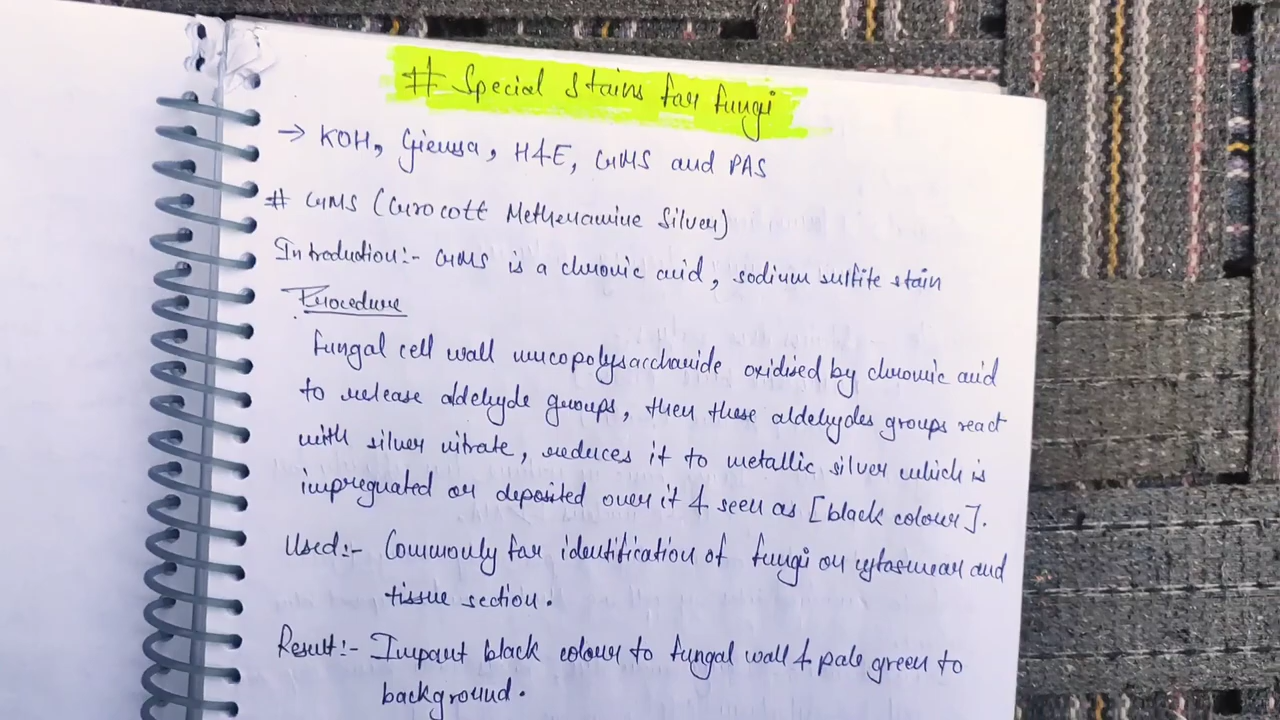 # Special Stains for fungi
→ KOH, Giemsa, H&E, GMS and PAS
# GMS (Grocott Methenamine Silver)
Introduction:- GMS is a chromic acid, sodium sulfite stain
Procedure
Fungal cell wall mucopolysaccharide oxidised by chromic acid
to release aldehyde groups, then these aldehydes groups react
with silver nitrate, reduces it to metallic silver which is
impregnated or deposited over it & seen as [black colour].
Used:- Commonly for identification of fungi on cytosmear and
tissue section.
Result:- Impart black colour to fungal wall & pale green to
background.